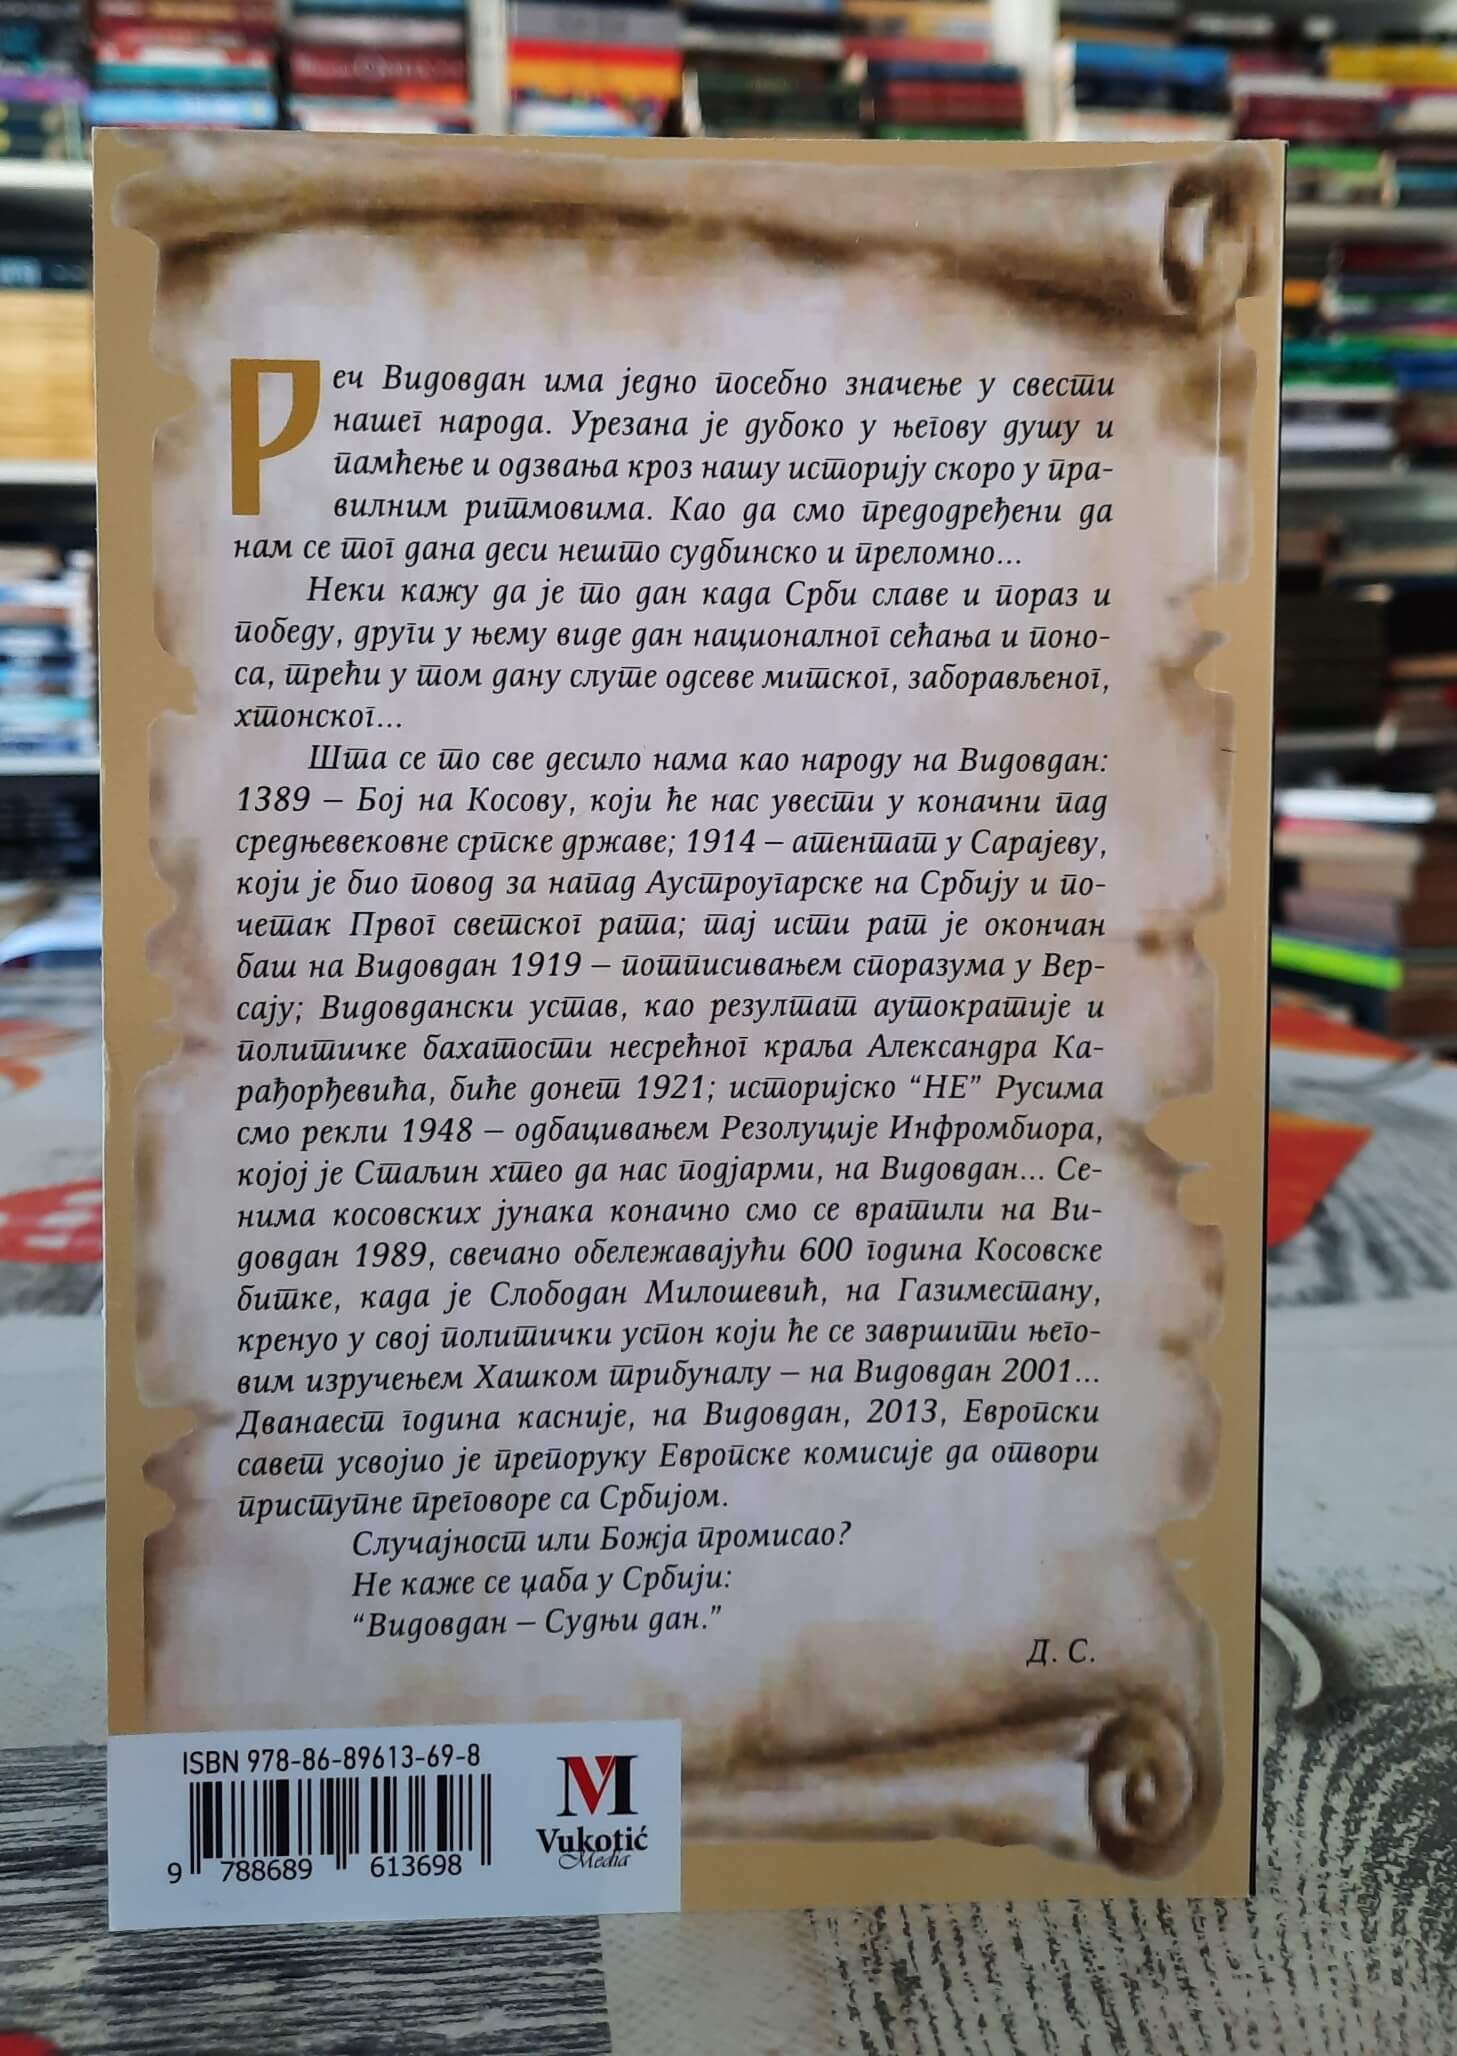 Реч Видовдан има једно посебно значење у свести
нашег народа. Урезана је дубоко у његову душу и
памћење и одзвања кроз нашу историју скоро у пра-
вилним ритмовима. Као да смо предодређени да
нам се тог дана деси нешто судбинско и преломно...
Неки кажу да је то дан када Срби славе и пораз и
победу, други у њему виде дан националног сећања и поно-
са, трећи у том дану слуте одсеве митског, заборављеног,
хтонског...
Шта се то све десило нама као народу на Видовдан:
1389 – Бој на Косову, који ће нас увести у коначни пад
средњевековне српске државе; 1914 – атентат у Сарајеву,
који је био повод за напад Аустроугарске на Србију и по-
четак Првог светског рата; тај исти рат је окончан
баш на Видовдан 1919 – потписивањем споразума у Вер-
сају; Видовдански устав, као резултат аутократије и
политичке бахатости несрећног краља Александра Ка-
рађорђевића, биће донет 1921; историјско “НЕ” Русима
смо рекли 1948 – одбацивањем Резолуције Инфромбиора,
којој је Стаљин хтео да нас подјарми, на Видовдан... Се-
нима косовских јунака коначно смо се вратили на Ви-
довдан 1989, свечано обележавајући 600 година Косовске
битке, када је Слободан Милошевић, на Газиместану,
кренуо у свој политички успон који ће се завршити њего-
вим изручењем Хашком трибуналу – на Видовдан 2001...
Дванаест година касније, на Видовдан, 2013, Европски
савет усвојио је препоруку Европске комисије да отвори
приступне преговоре са Србијом.
Случајност или Божја промисао?
Не каже се џаба у Србији:
“Видовдан – Судњи дан.”
Д. С.
ISBN 978-86-89613-69-8
9 788689 613698
VM
Vukotić
Media